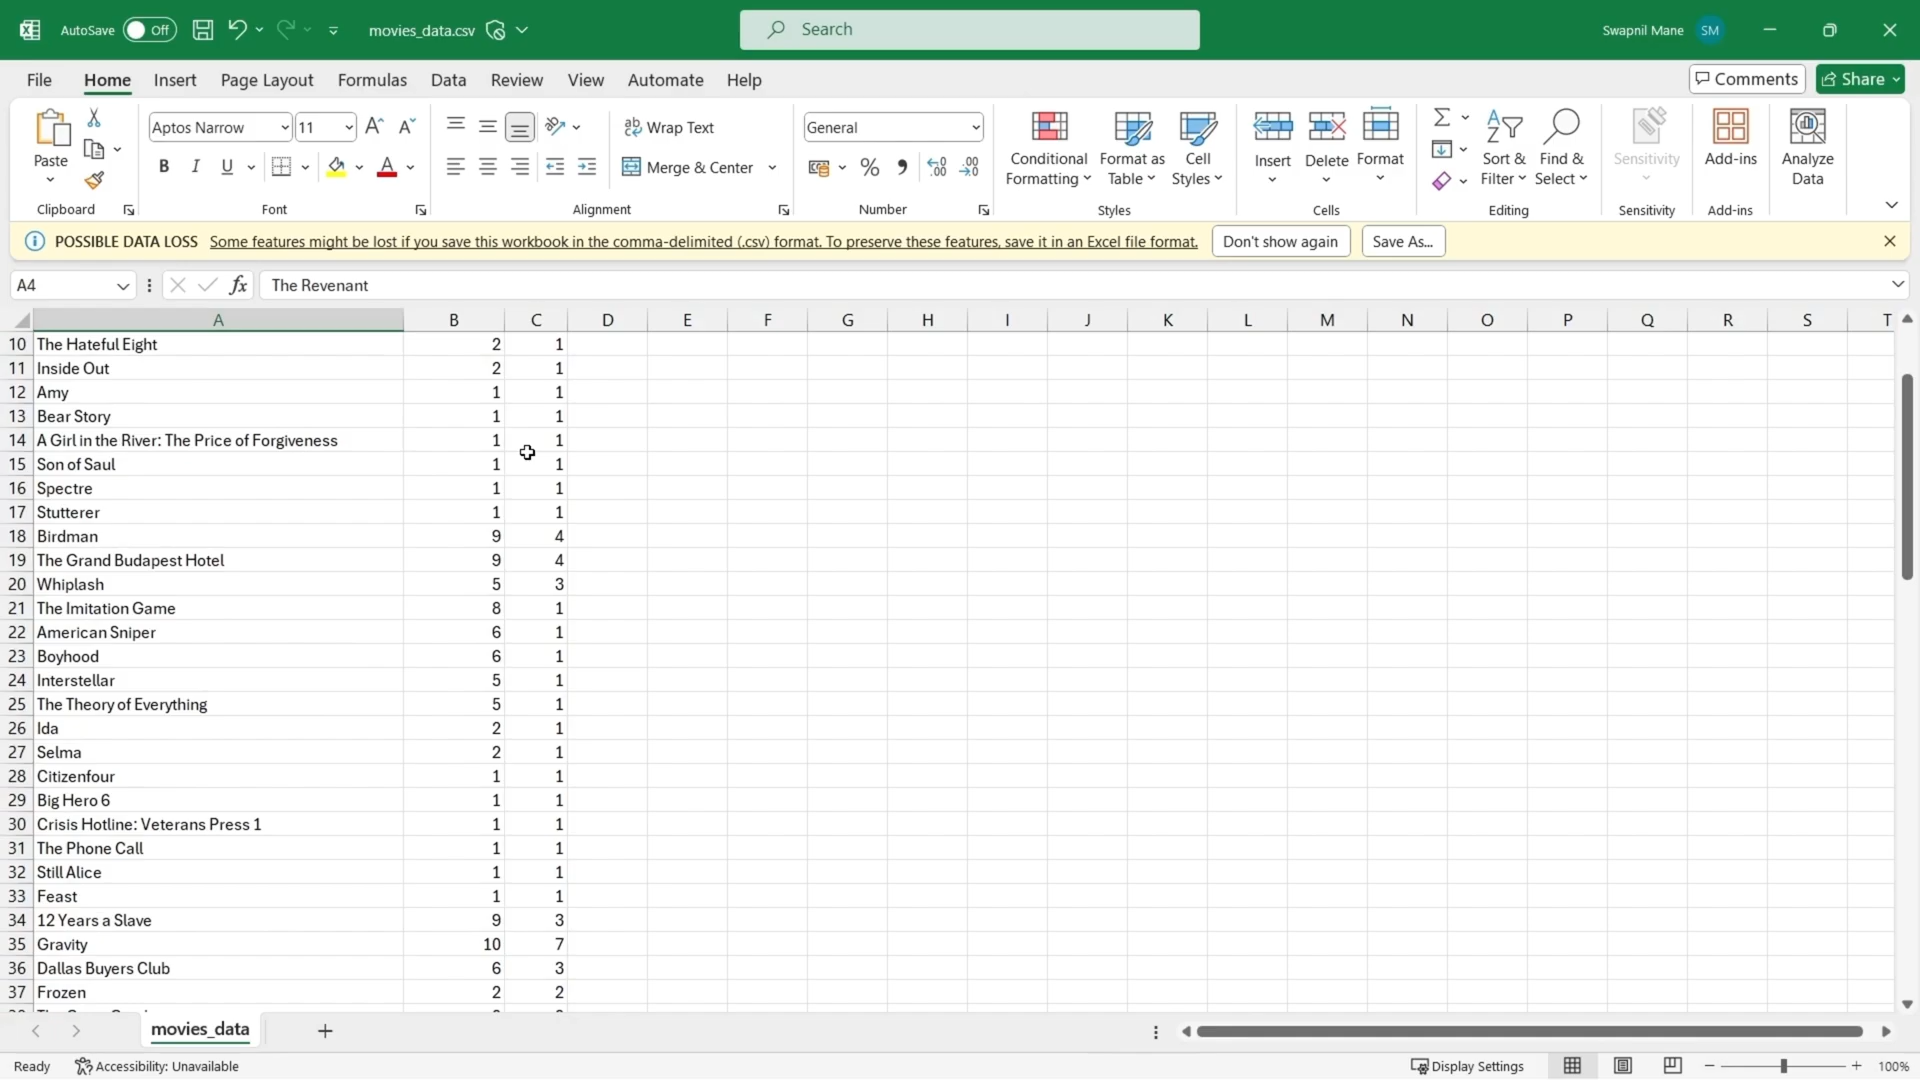 AutoSave Off movies_data.csv Search Swapnil Mane SM
File Home Insert Page Layout Formulas Data Review View Automate Help Comments Share
Paste Clipboard
Aptos Narrow 11 B I U Font
Wrap Text Merge & Center Alignment
General Number
Conditional Formatting Format as Table Cell Styles Styles
Insert Delete Format Cells
Sort & Filter Find & Select Editing
Sensitivity Sensitivity
Add-ins Add-ins
Analyze Data
POSSIBLE DATA LOSS Some features might be lost if you save this workbook in the comma-delimited (.csv) format. To preserve these features, save it in an Excel file format. Don't show again Save As...
A4 fx The Revenant
A B C D E F G H I J K L M N O P Q R S T
10 The Hateful Eight 2 1
11 Inside Out 2 1
12 Amy 1 1
13 Bear Story 1 1
14 A Girl in the River: The Price of Forgiveness 1 1
15 Son of Saul 1 1
16 Spectre 1 1
17 Stutterer 1 1
18 Birdman 9 4
19 The Grand Budapest Hotel 9 4
20 Whiplash 5 3
21 The Imitation Game 8 1
22 American Sniper 6 1
23 Boyhood 6 1
24 Interstellar 5 1
25 The Theory of Everything 5 1
26 Ida 2 1
27 Selma 2 1
28 Citizenfour 1 1
29 Big Hero 6 1 1
30 Crisis Hotline: Veterans Press 1 1 1
31 The Phone Call 1 1
32 Still Alice 1 1
33 Feast 1 1
34 12 Years a Slave 9 3
35 Gravity 10 7
36 Dallas Buyers Club 6 3
37 Frozen 2 2
movies_data
Ready Accessibility: Unavailable Display Settings 100%